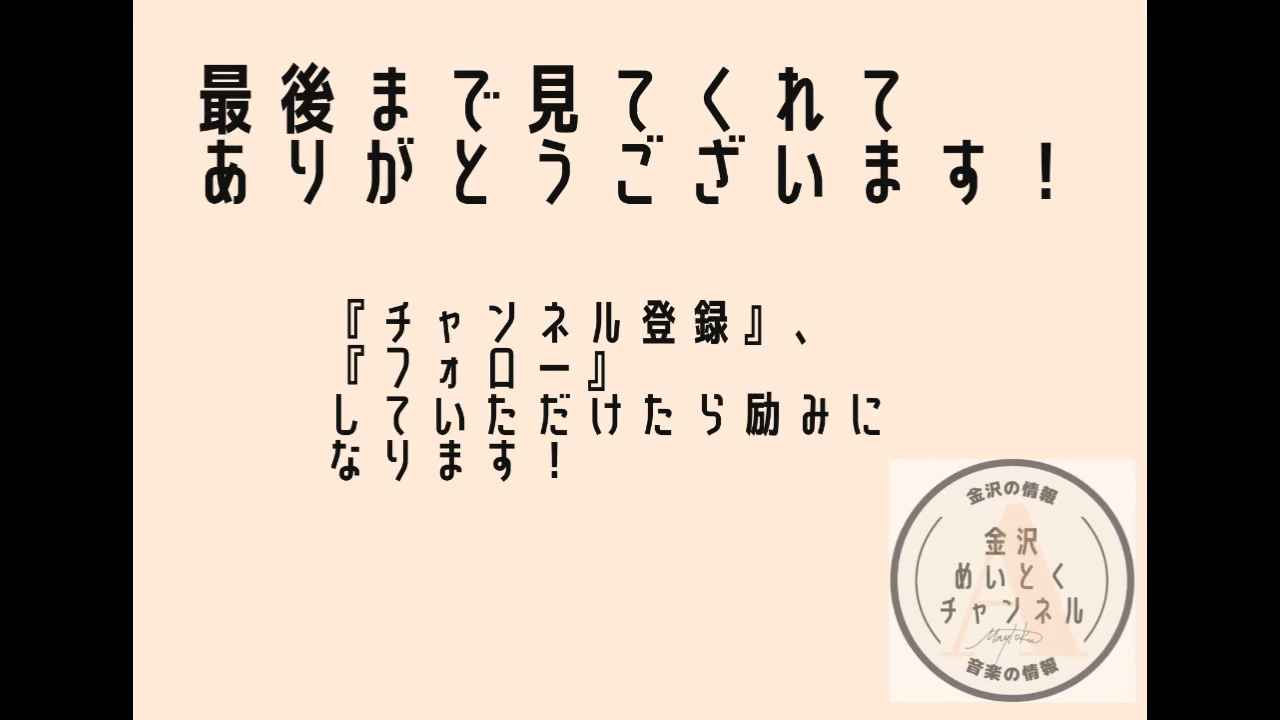 最後まで見てくれて
ありがとうございます！
『チャンネル登録』、
『フォロー』
していただけたら励みに
なります！
金沢の情報
金沢
めいとく
チャンネル
Maytoku
音楽の情報